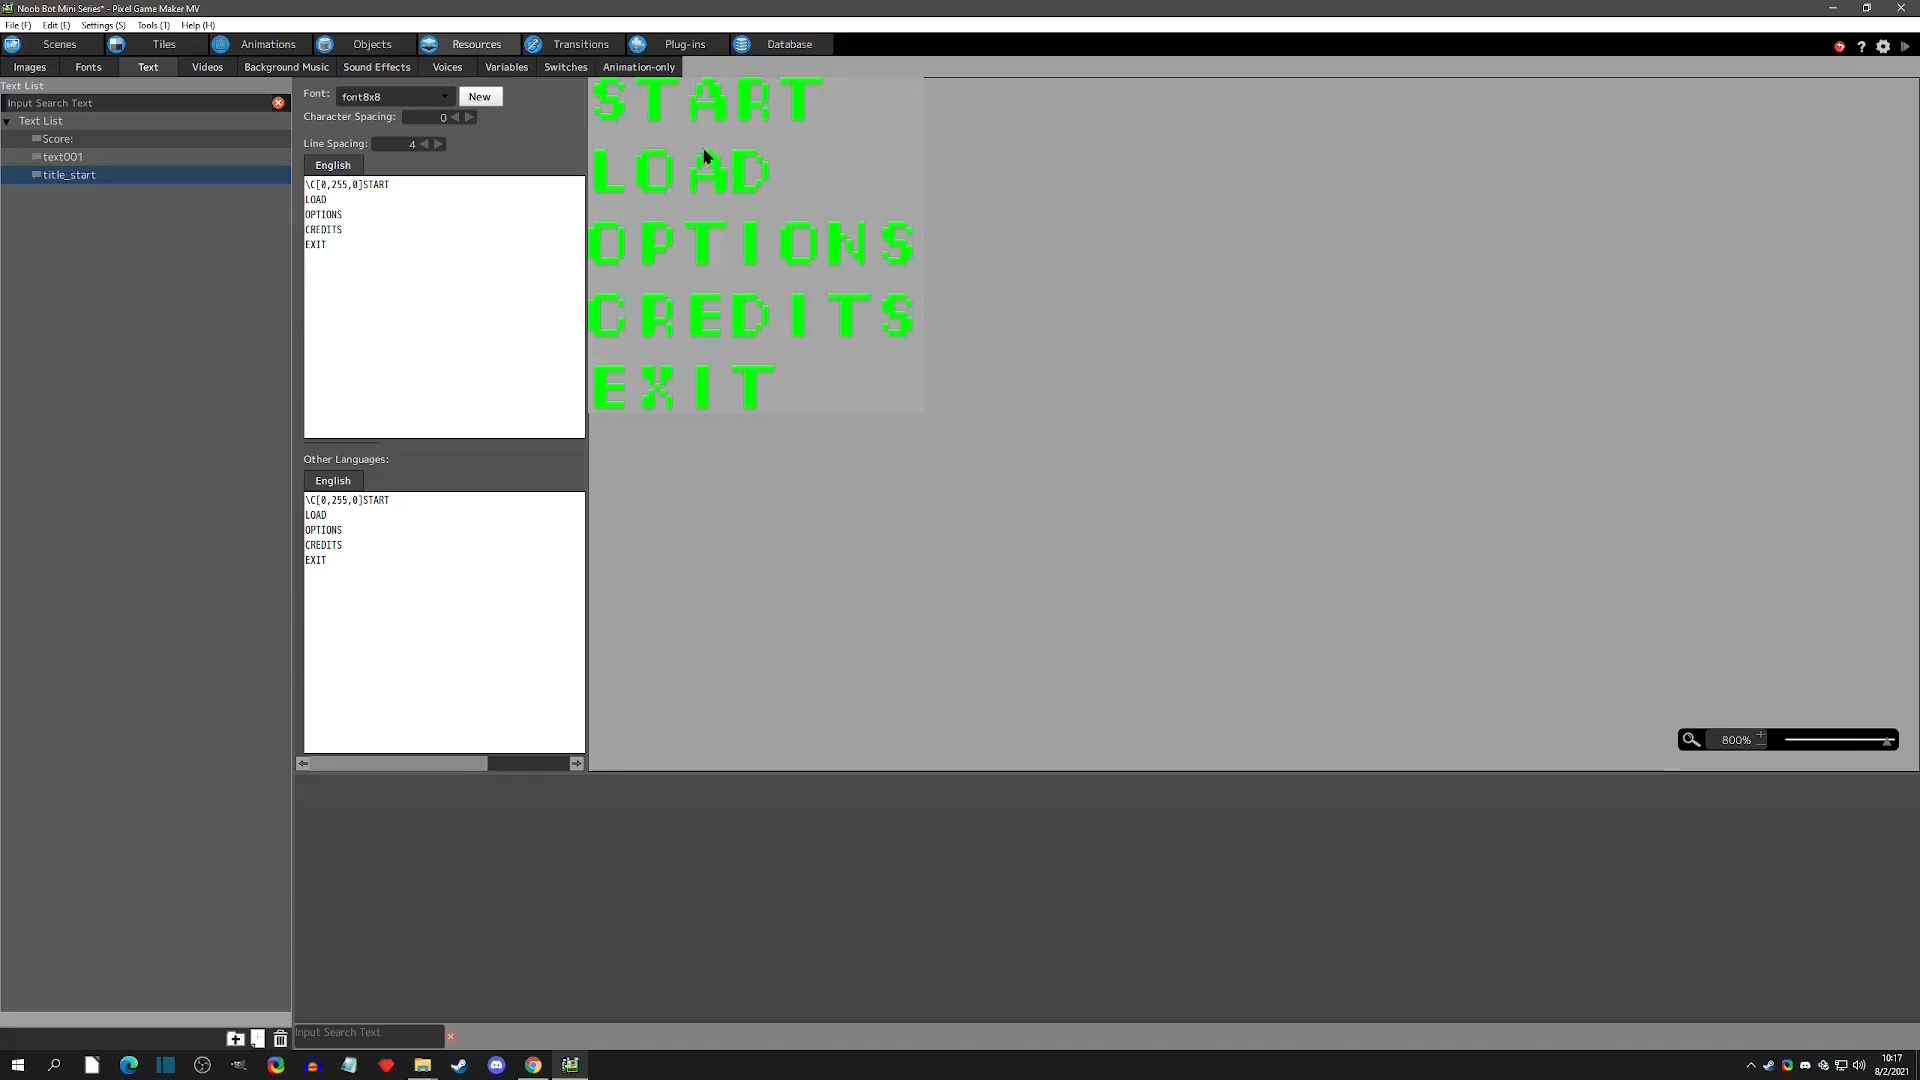 Noob Bot Mini Series* - Pixel Game Maker MV
File (F) Edit (E) Settings (S) Tools (T) Help (H)
Scenes Tiles Animations Objects Resources Transitions Plug-ins Database
Images Fonts Text Videos Background Music Sound Effects Voices Variables Switches Animation-only
Text List
Input Search Text
Text List
Score:
text001
title_start
Font: font8x8 New
Character Spacing: 0
Line Spacing: 4
English
\C[0,255,0]START
LOAD
OPTIONS
CREDITS
EXIT
Other Languages:
English
\C[0,255,0]START
LOAD
OPTIONS
CREDITS
EXIT
START
LOAD
OPTIONS
CREDITS
EXIT
800%
Input Search Text
10:17
8/2/2021